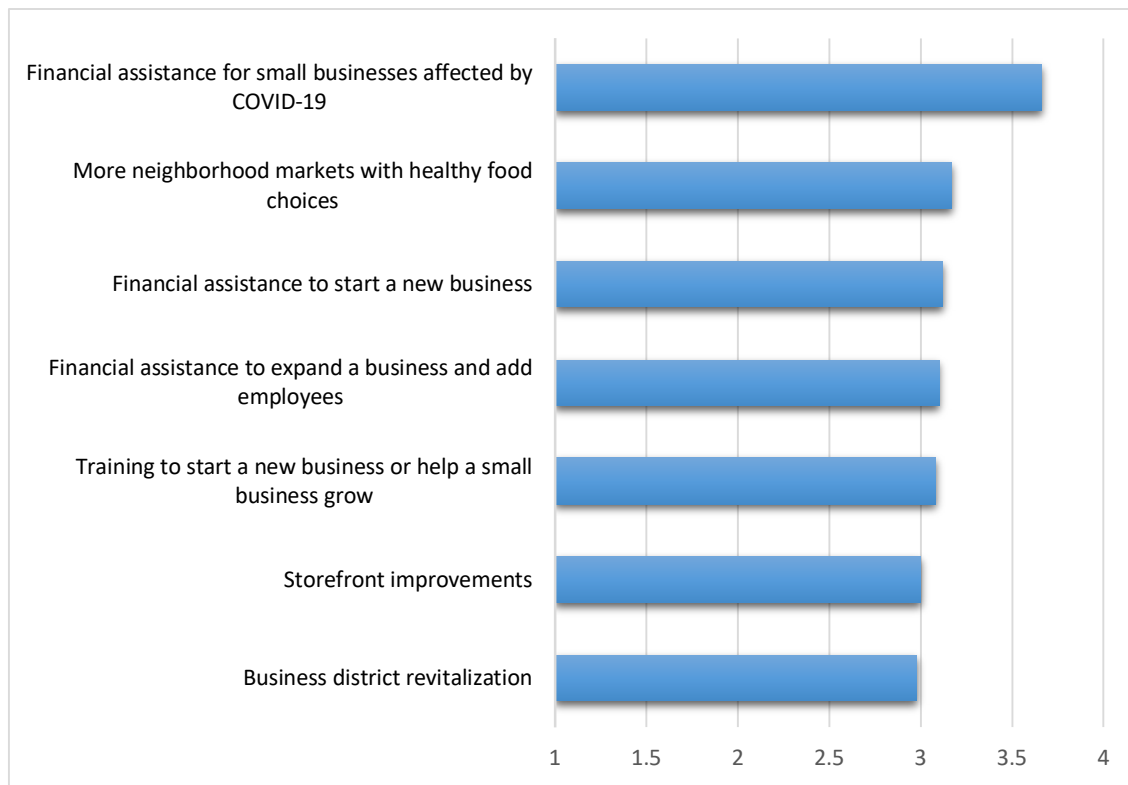 Financial assistance for small businesses affected by
COVID-19
More neighborhood markets with healthy food
choices
Financial assistance to start a new business
Financial assistance to expand a business and add
employees
Training to start a new business or help a small
business grow
Storefront improvements
Business district revitalization
1 1.5 2 2.5 3 3.5 4